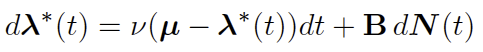 d𝝀*(t) = ν(𝝁 − 𝝀*(t))dt + 𝐁 d𝑵(t)